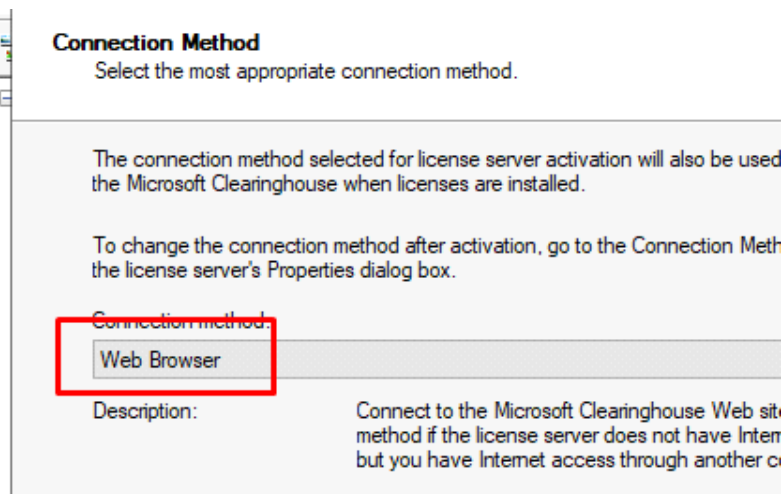 Connection Method
Select the most appropriate connection method.
The connection method selected for license server activation will also be used
the Microsoft Clearinghouse when licenses are installed.
To change the connection method after activation, go to the Connection Meth
the license server's Properties dialog box.
Connection method:
Web Browser
Description: Connect to the Microsoft Clearinghouse Web site
method if the license server does not have Intern
but you have Internet access through another co